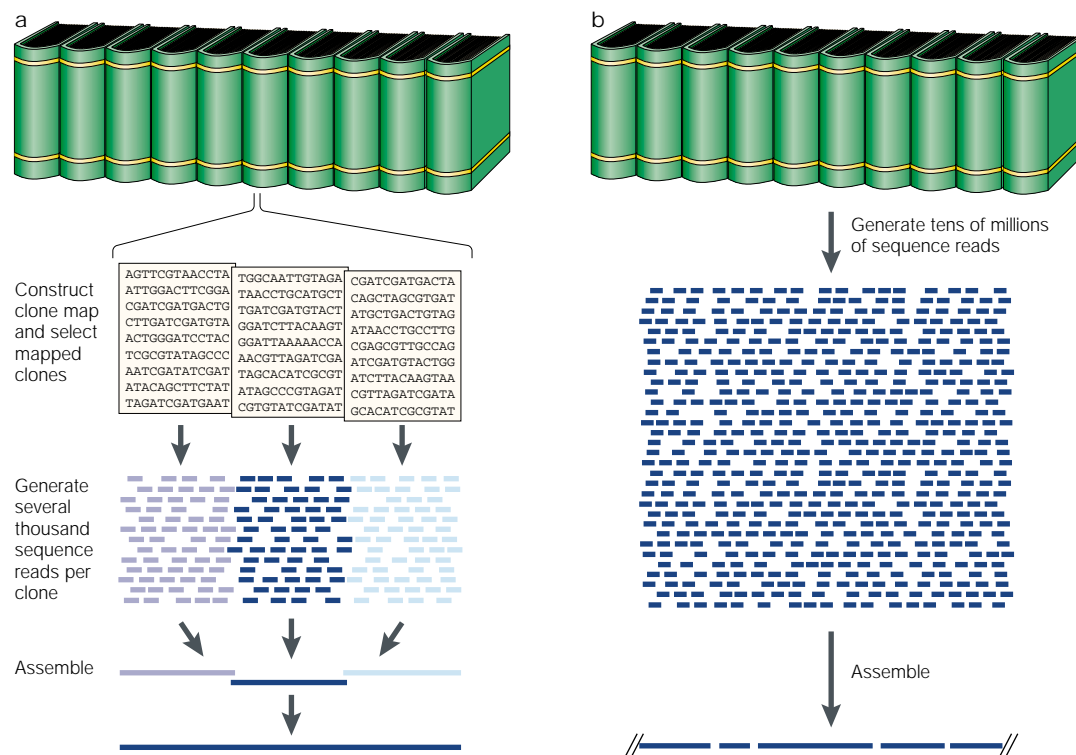 a
Construct
clone map
and select
mapped
clones
AGTTCGTAACCTA
ATTGGACTTCGGA
CGATCGATGACTG
CTTGATCGATGTA
ACTGGGATCCTAC
TCGCGTATAGCCC
AATCGATATCGAT
ATACAGCTTCTAT
TAGATCGATGAAT
TGGCAATTGTAGA
TAACCTGCATGCT
TGATCGATGTACT
GGATCTTACAAGT
GGATTAAAAACCA
AACGTTAGATCGA
TAGCACATCGCGT
ATAGCCCGTAGAT
CGTGTATCGATAT
CGATCGATGACTA
CAGCTAGCGTGAT
ATGCTGACTGTAG
ATAACCTGCCTTG
CGAGCGTTGCCAG
ATCGATGTACTGG
ATCTTACAAGTAA
CGTTAGATCGATA
GCACATCGCGTAT
Generate
several
thousand
sequence
reads per
clone
Assemble
b
Generate tens of millions
of sequence reads
Assemble